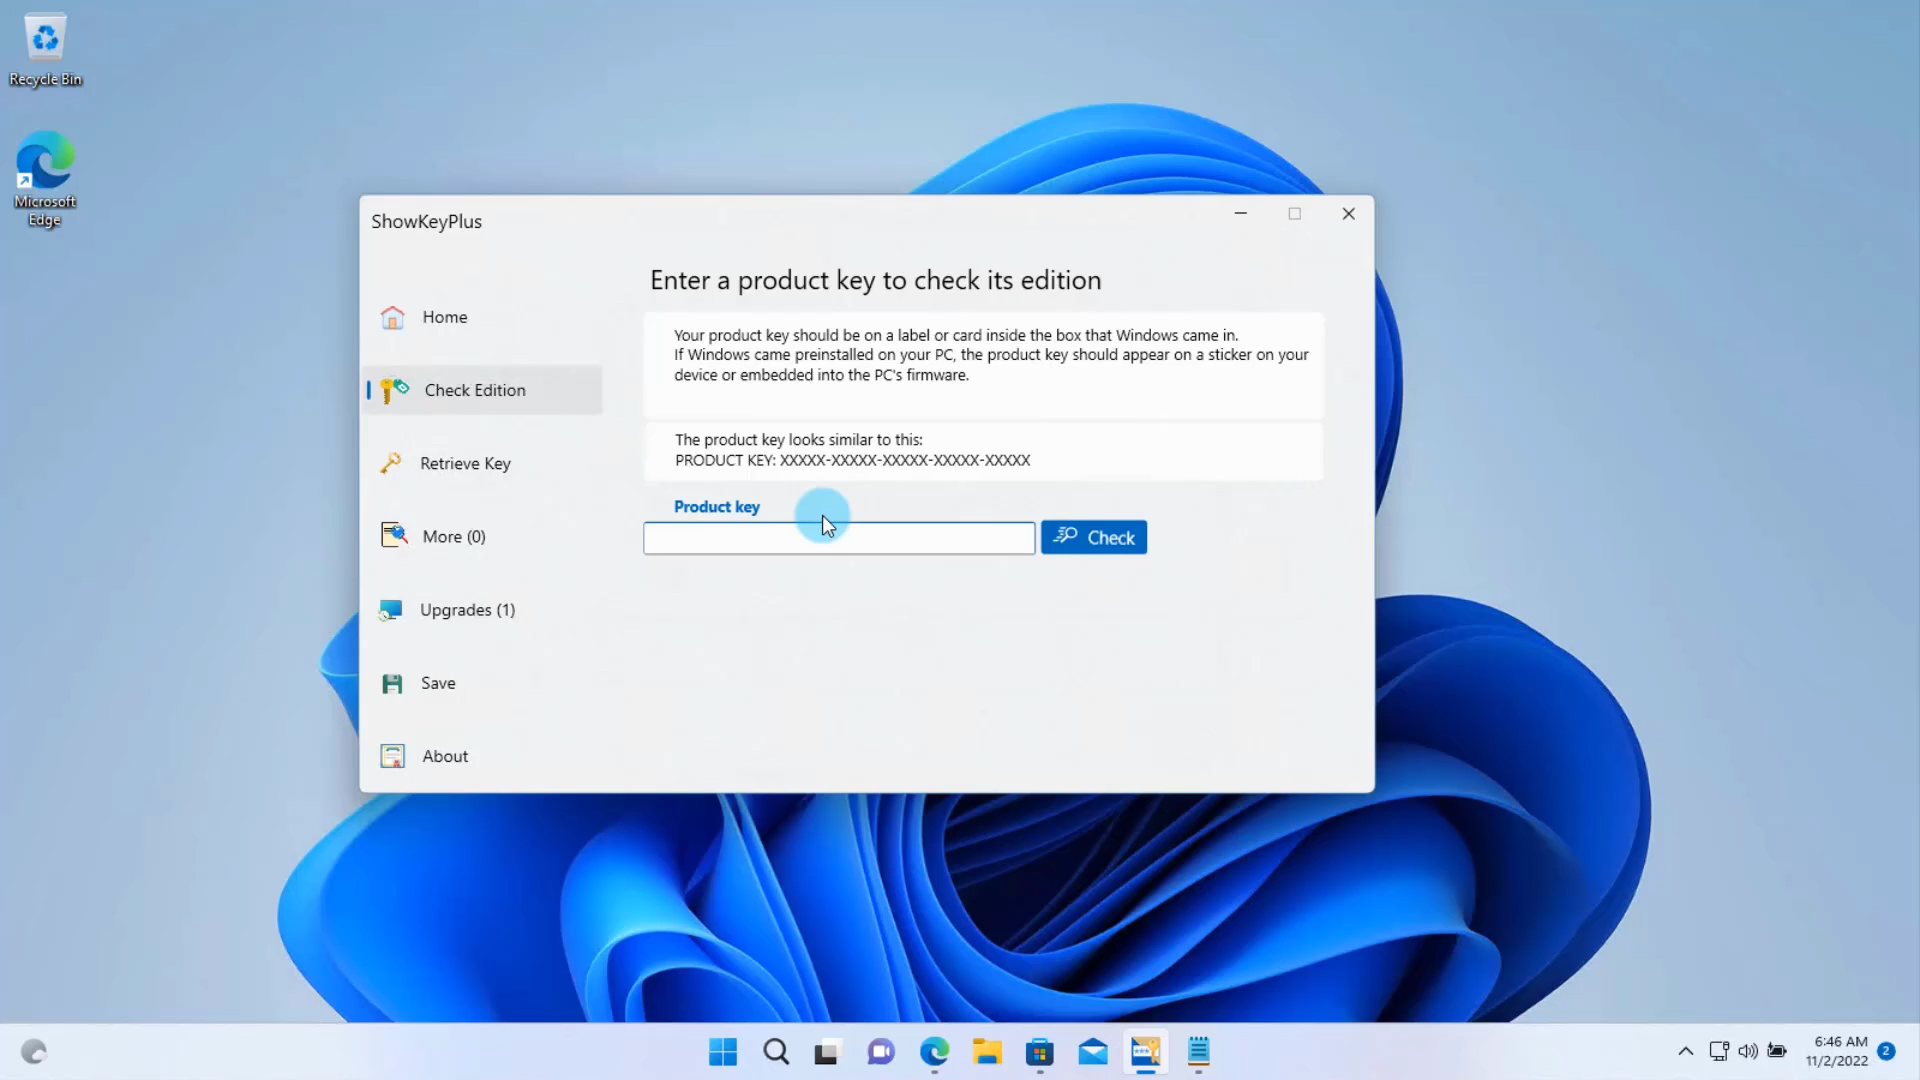 Recycle Bin
Microsoft
Edge
ShowKeyPlus
Home
Check Edition
Retrieve Key
More (0)
Upgrades (1)
Save
About
Enter a product key to check its edition
Your product key should be on a label or card inside the box that Windows came in.
If Windows came preinstalled on your PC, the product key should appear on a sticker on your
device or embedded into the PC's firmware.
The product key looks similar to this:
PRODUCT KEY: XXXXX-XXXXX-XXXXX-XXXXX-XXXXX
Product key
Check
6:46 AM
11/2/2022
2